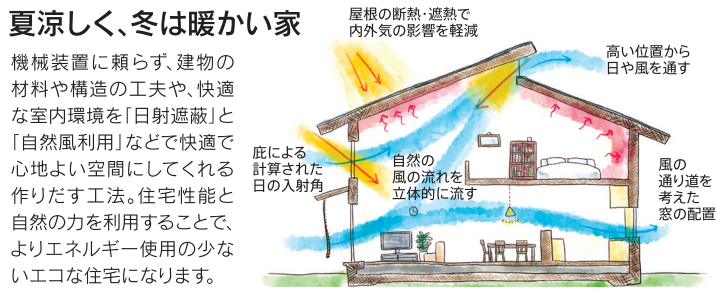 夏涼しく、冬は暖かい家
機械装置に頼らず、建物の
材料や構造の工夫や、快適
な室内環境を「日射遮蔽」と
「自然風利用」などで快適で
心地よい空間にしてくれる
作りだす工法。住宅性能と
自然の力を利用することで、
よりエネルギー使用の少な
いエコな住宅になります。
屋根の断熱・遮熱で
内外気の影響を軽減
高い位置から
日や風を通す
庇による
計算された
日の入射角
自然の
風の流れを
立体的に流す
風の
通り道を
考えた
窓の配置